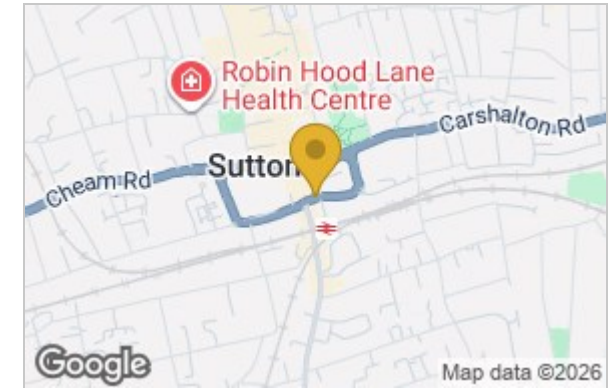 Robin Hood Lane
Health Centre
Carshalton Rd
Sutton
Cheam Rd
Google
Map data ©2026